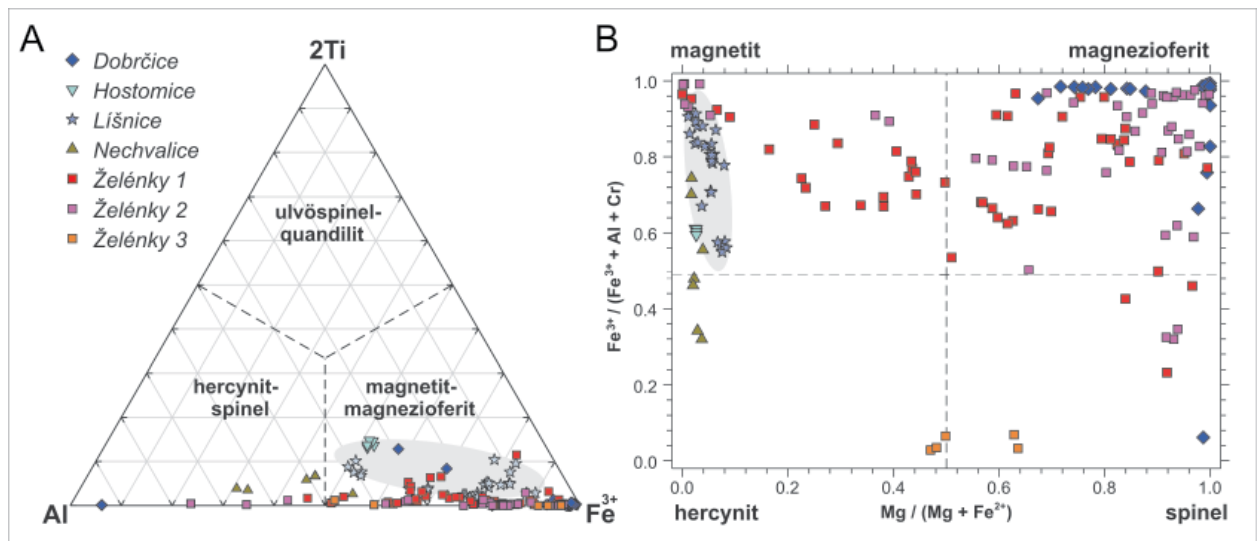 A
2Ti
Dobrčice
Hostomice
Líšnice
Nechvalice
Želénky 1
Želénky 2
Želénky 3
ulvöspinel-
quandilit
hercynit-
spinel
magnetit-
magnezioferit
Al
Fe³⁺
B
magnetit
magnezioferit
1.0
0.8
0.6
0.4
0.2
0.0
Fe³⁺ / (Fe³⁺ + Al + Cr)
0.0
0.2
0.4
0.6
0.8
1.0
hercynit
Mg / (Mg + Fe²⁺)
spinel